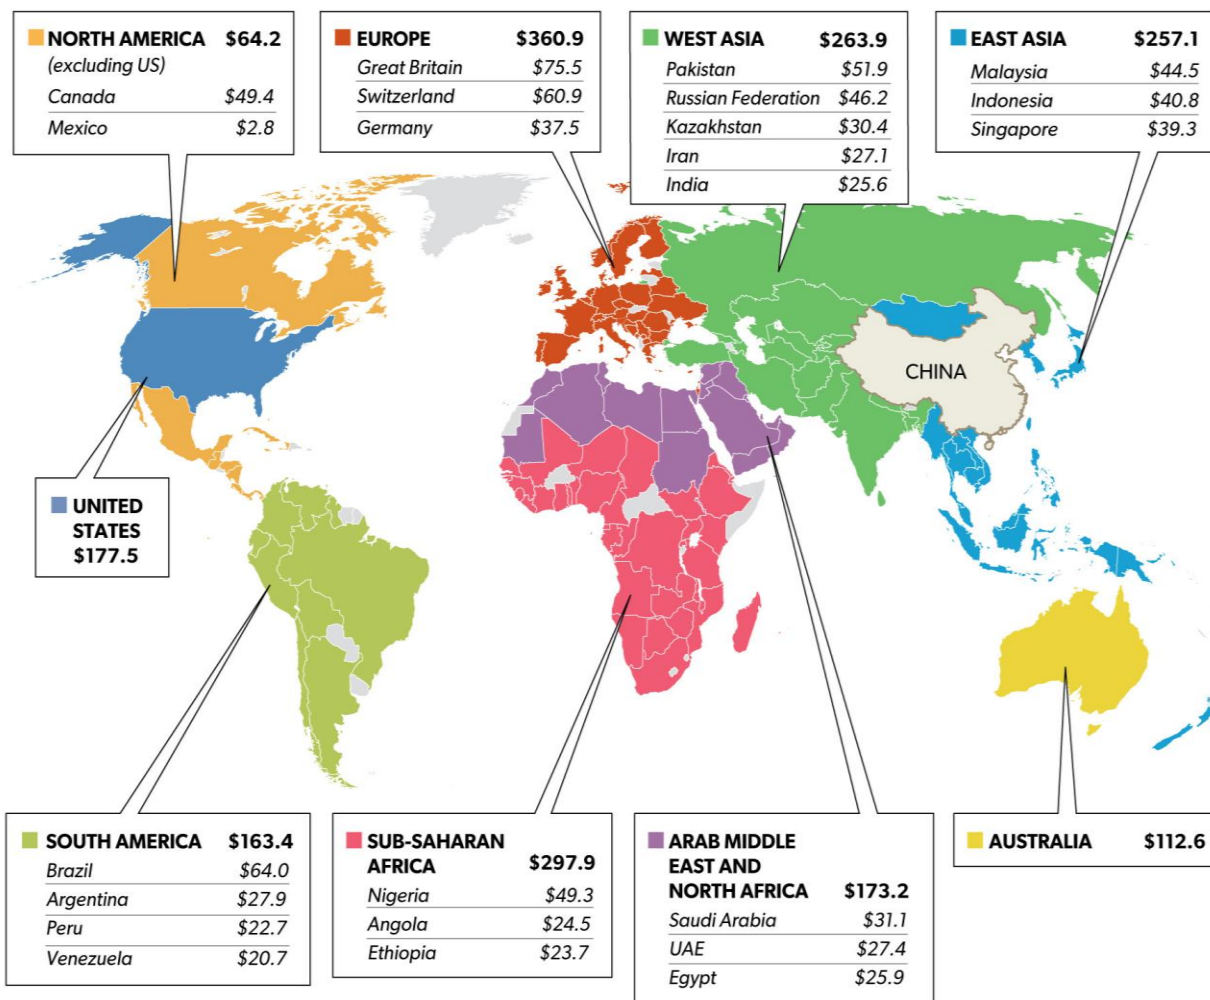 NORTH AMERICA $64.2
(excluding US)
Canada $49.4
Mexico $2.8
EUROPE $360.9
Great Britain $75.5
Switzerland $60.9
Germany $37.5
WEST ASIA $263.9
Pakistan $51.9
Russian Federation $46.2
Kazakhstan $30.4
Iran $27.1
India $25.6
EAST ASIA $257.1
Malaysia $44.5
Indonesia $40.8
Singapore $39.3
CHINA
UNITED
STATES
$177.5
SOUTH AMERICA $163.4
Brazil $64.0
Argentina $27.9
Peru $22.7
Venezuela $20.7
SUB-SAHARAN
AFRICA $297.9
Nigeria $49.3
Angola $24.5
Ethiopia $23.7
ARAB MIDDLE
EAST AND
NORTH AFRICA $173.2
Saudi Arabia $31.1
UAE $27.4
Egypt $25.9
AUSTRALIA $112.6